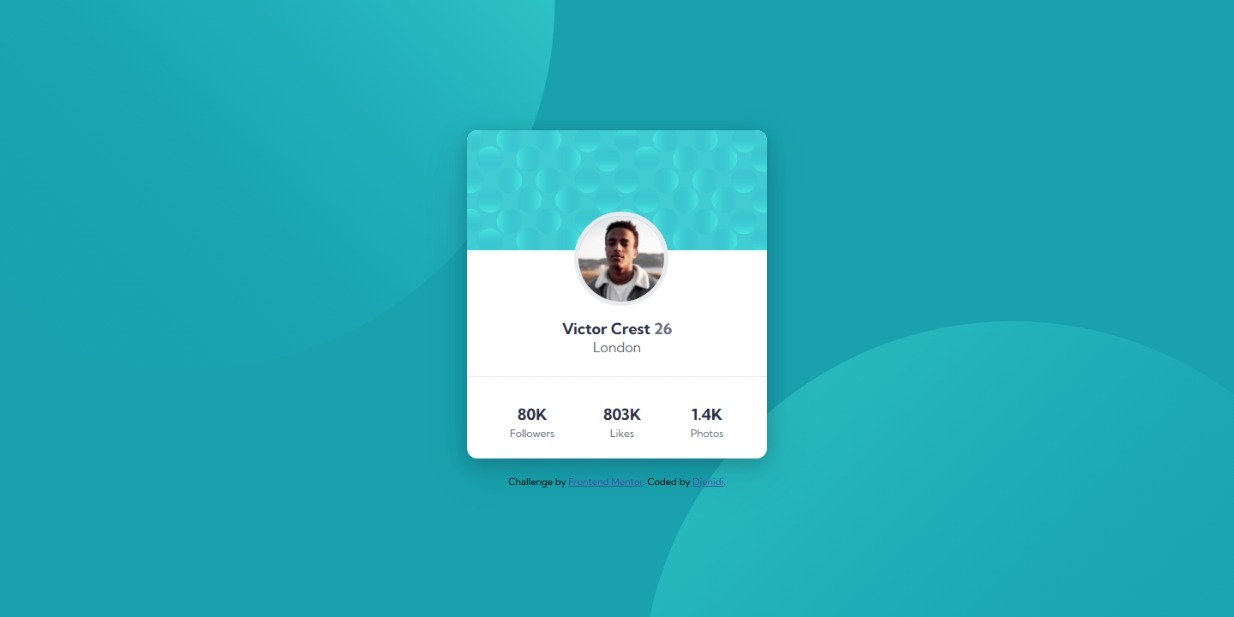 Victor Crest 26
London
80K 803K 1.4K
Followers Likes Photos
Challenge by Frontend Mentor. Coded by Djenidi.